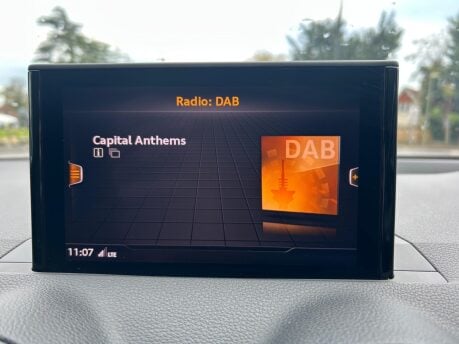 Radio: DAB
Capital Anthems
DAB
11:07 LTE